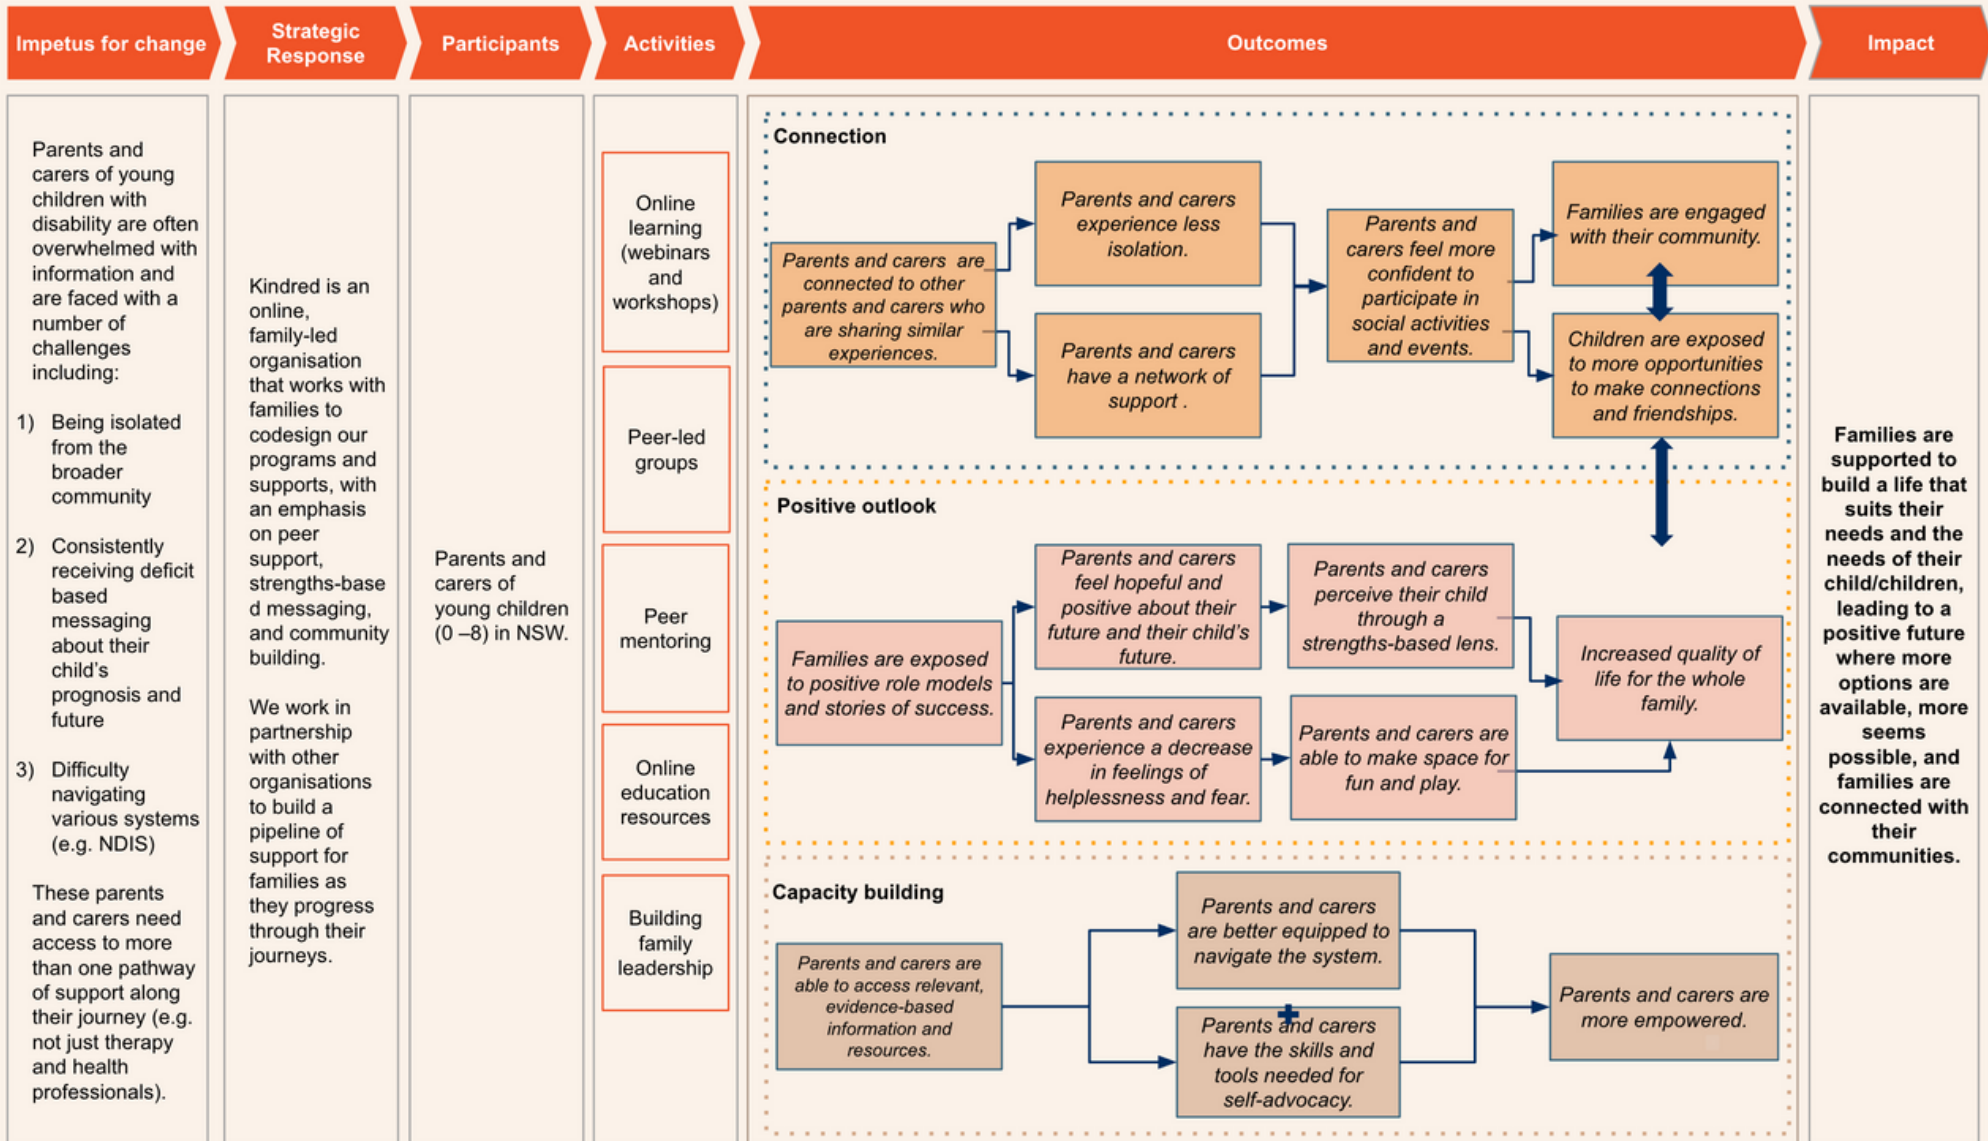 Impetus for change
Strategic
Response
Participants
Activities
Outcomes
Impact
Parents and
carers of young
children with
disability are often
overwhelmed with
information and
are faced with a
number of
challenges
including:
1) Being isolated
from the
broader
community
2) Consistently
receiving deficit
based
messaging
about their
child's
prognosis and
future
3) Difficulty
navigating
various systems
(e.g. NDIS)
These parents
and carers need
access to more
than one pathway
of support along
their journey (e.g.
not just therapy
and health
professionals).
Kindred is an
online,
family-led
organisation
that works with
families to
codesign our
programs and
supports, with
an emphasis
on peer
support,
strengths-base
d messaging,
and community
building.
We work in
partnership
with other
organisations
to build a
pipeline of
support for
families as
they progress
through their
journeys.
Parents and
carers of
young children
(0 –8) in NSW.
Online
learning
(webinars
and
workshops)
Peer-led
groups
Peer
mentoring
Online
education
resources
Building
family
leadership
Connection
Parents and carers are
connected to other
parents and carers who
are sharing similar
experiences.
Parents and carers
experience less
isolation.
Parents and carers
have a network of
support .
Parents and
carers feel more
confident to
participate in
social activities
and events.
Families are engaged
with their community.
Children are exposed
to more opportunities
to make connections
and friendships.
Positive outlook
Families are exposed
to positive role models
and stories of success.
Parents and carers
feel hopeful and
positive about their
future and their child's
future.
Parents and carers
experience a decrease
in feelings of
helplessness and fear.
Parents and carers
perceive their child
through a
strengths-based lens.
Parents and carers are
able to make space for
fun and play.
Increased quality of
life for the whole
family.
Capacity building
Parents and carers are
able to access relevant,
evidence-based
information and
resources.
Parents and carers
are better equipped to
navigate the system.
Parents and carers
have the skills and
tools needed for
self-advocacy.
Parents and carers are
more empowered.
Families are
supported to
build a life that
suits their
needs and the
needs of their
child/children,
leading to a
positive future
where more
options are
available, more
seems
possible, and
families are
connected with
their
communities.